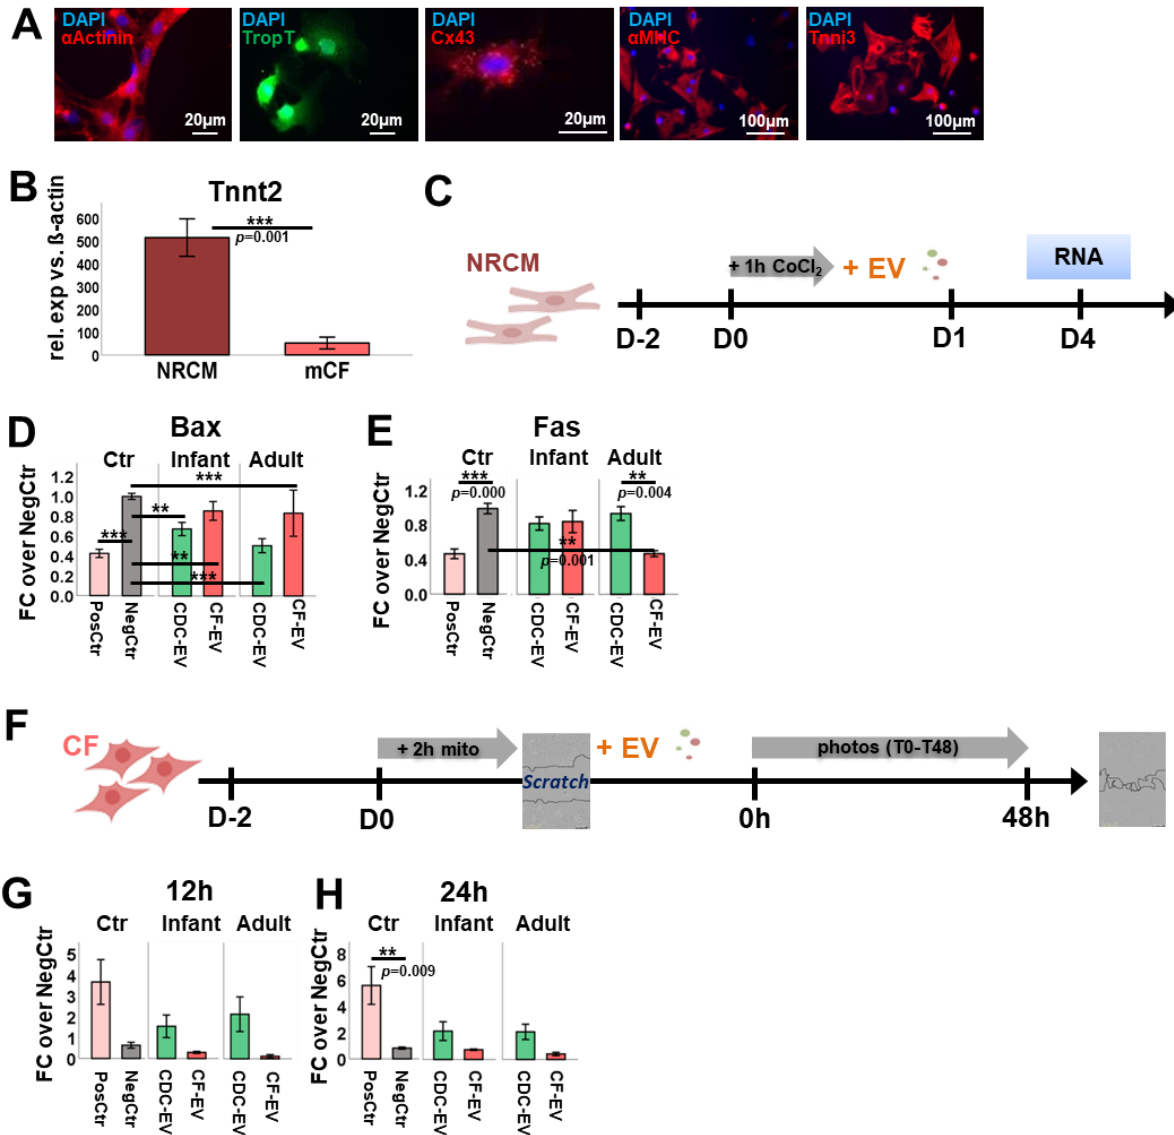 A
DAPI
αActinin
20µm
DAPI
TropT
20µm
DAPI
Cx43
20µm
DAPI
αMHC
100µm
DAPI
Tnni3
100µm
B
Tnnt2
rel. exp vs. ß-actin
600
500
400
300
200
100
0
***
p=0.001
NRCM
mCF
C
NRCM
+ 1h CoCl₂
+ EV
RNA
D-2
D0
D1
D4
D
Bax
Ctr
Infant
Adult
FC over NegCtr
1.2
1.0
0.8
0.6
0.4
0.2
0.0
***
**
***
**
***
PosCtr
NegCtr
CDC-EV
CF-EV
CDC-EV
CF-EV
E
Fas
Ctr
Infant
Adult
FC over NegCtr
1.2
0.8
0.4
0.0
***
p=0.000
**
p=0.004
**
p=0.001
PosCtr
NegCtr
CDC-EV
CF-EV
CDC-EV
CF-EV
F
CF
+ 2h mito
Scratch
+ EV
photos (T0-T48)
D-2
D0
0h
48h
G
12h
Ctr
Infant
Adult
FC over NegCtr
5
4
3
2
1
0
PosCtr
NegCtr
CDC-EV
CF-EV
CDC-EV
CF-EV
H
24h
Ctr
Infant
Adult
FC over NegCtr
8
6
4
2
0
**
p=0.009
PosCtr
NegCtr
CDC-EV
CF-EV
CDC-EV
CF-EV